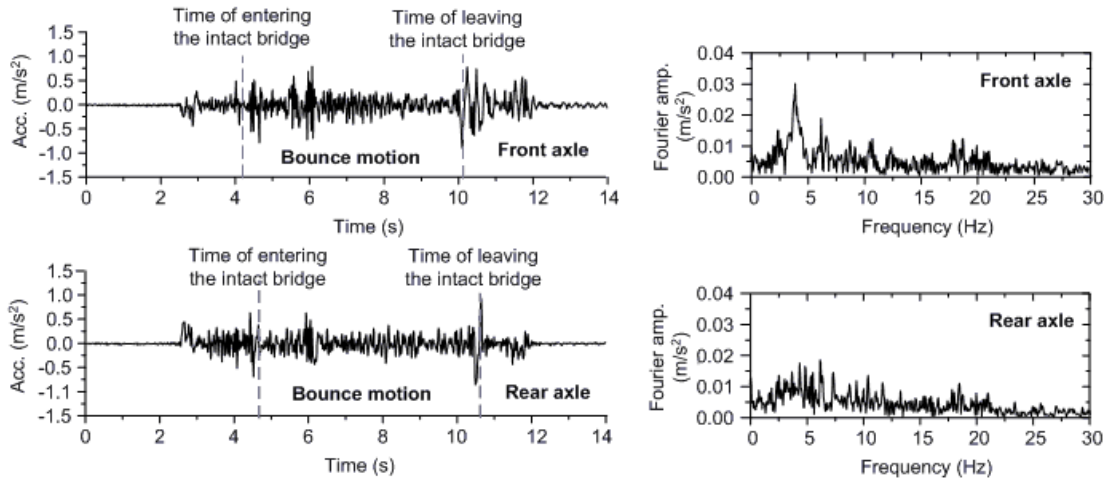 Time of entering
the intact bridge
Time of leaving
the intact bridge
1.5
1.0
0.5
0.0
-0.5
-1.0
-1.5
Acc. (m/s²)
Bounce motion
Front axle
0 2 4 6 8 10 12 14
Time (s)
0.04
0.03
0.02
0.01
0.00
Fourier amp.
(m/s²)
Front axle
0 5 10 15 20 25 30
Frequency (Hz)
Time of entering
the intact bridge
Time of leaving
the intact bridge
1.5
1.0
0.5
0.0
-0.5
-1.1
-1.5
Acc. (m/s²)
Bounce motion
Rear axle
0 2 4 6 8 10 12 14
Time (s)
0.04
0.03
0.02
0.01
0.00
Fourier amp.
(m/s²)
Rear axle
0 5 10 15 20 25 30
Frequency (Hz)